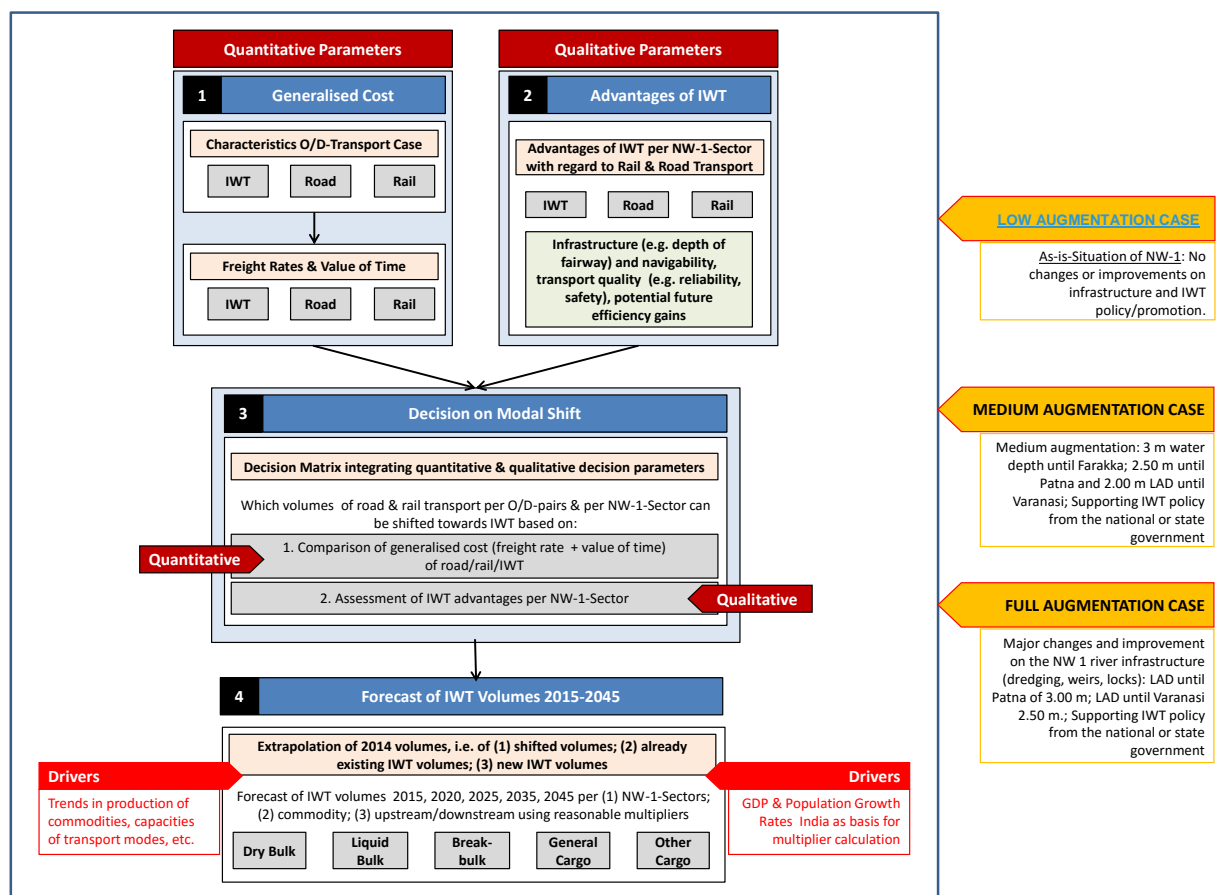 Quantitative Parameters
Qualitative Parameters
1
Generalised Cost
Characteristics O/D-Transport Case
IWT
Road
Rail
Freight Rates & Value of Time
IWT
Road
Rail
2
Advantages of IWT
Advantages of IWT per NW-1-Sector
with regard to Rail & Road Transport
IWT
Road
Rail
Infrastructure (e.g. depth of
fairway) and navigability,
transport quality (e.g. reliability,
safety), potential future
efficiency gains
3
Decision on Modal Shift
Decision Matrix integrating quantitative & qualitative decision parameters
Which volumes of road & rail transport per O/D-pairs & per NW-1-Sector can
be shifted towards IWT based on:
Quantitative
1. Comparison of generalised cost (freight rate + value of time)
of road/rail/IWT
2. Assessment of IWT advantages per NW-1-Sector
Qualitative
4
Forecast of IWT Volumes 2015-2045
Extrapolation of 2014 volumes, i.e. of (1) shifted volumes; (2) already
existing IWT volumes; (3) new IWT volumes
Drivers
Trends in production of
commodities, capacities
of transport modes, etc.
Forecast of IWT volumes 2015, 2020, 2025, 2035, 2045 per (1) NW-1-Sectors;
(2) commodity; (3) upstream/downstream using reasonable multipliers
Dry Bulk
Liquid
Bulk
Break-
bulk
General
Cargo
Other
Cargo
Drivers
GDP & Population Growth
Rates India as basis for
multiplier calculation
LOW AUGMENTATION CASE
As-is-Situation of NW-1: No
changes or improvements on
infrastructure and IWT
policy/promotion.
MEDIUM AUGMENTATION CASE
Medium augmentation: 3 m water
depth until Farakka; 2.50 m until
Patna and 2.00 m LAD until
Varanasi; Supporting IWT policy
from the national or state
government
FULL AUGMENTATION CASE
Major changes and improvement
on the NW 1 river infrastructure
(dredging, weirs, locks): LAD until
Patna of 3.00 m; LAD until Varanasi
2.50 m.; Supporting IWT policy
from the national or state
government